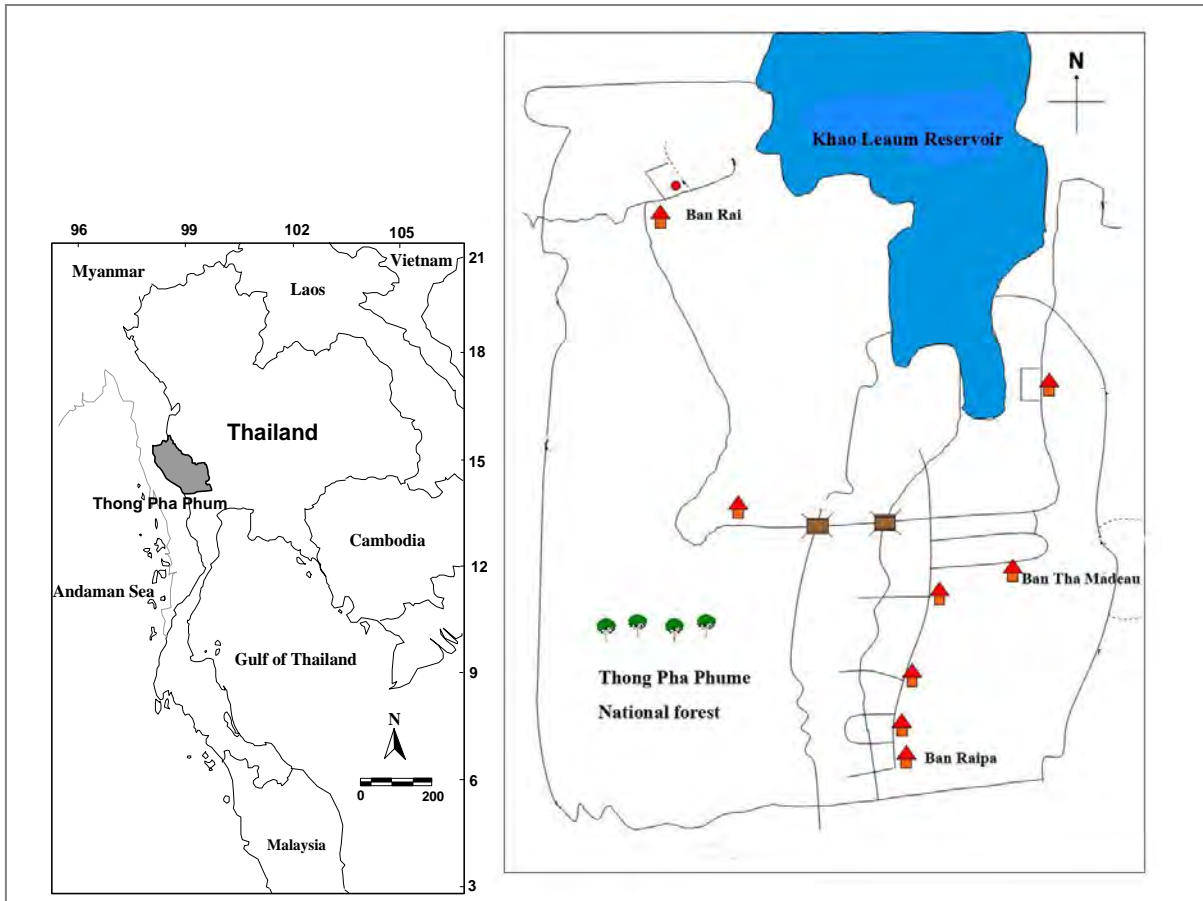 96
99
102
105
Myanmar
Vietnam
21
Laos
18
Thailand
15
Thong Pha Phum
Cambodia
12
Andaman Sea
Gulf of Thailand
9
N
6
0
200
Malaysia
3
N
Khao Leaum Reservoir
Ban Rai
Ban Tha Madeau
Thong Pha Phume
National forest
Ban Raipa